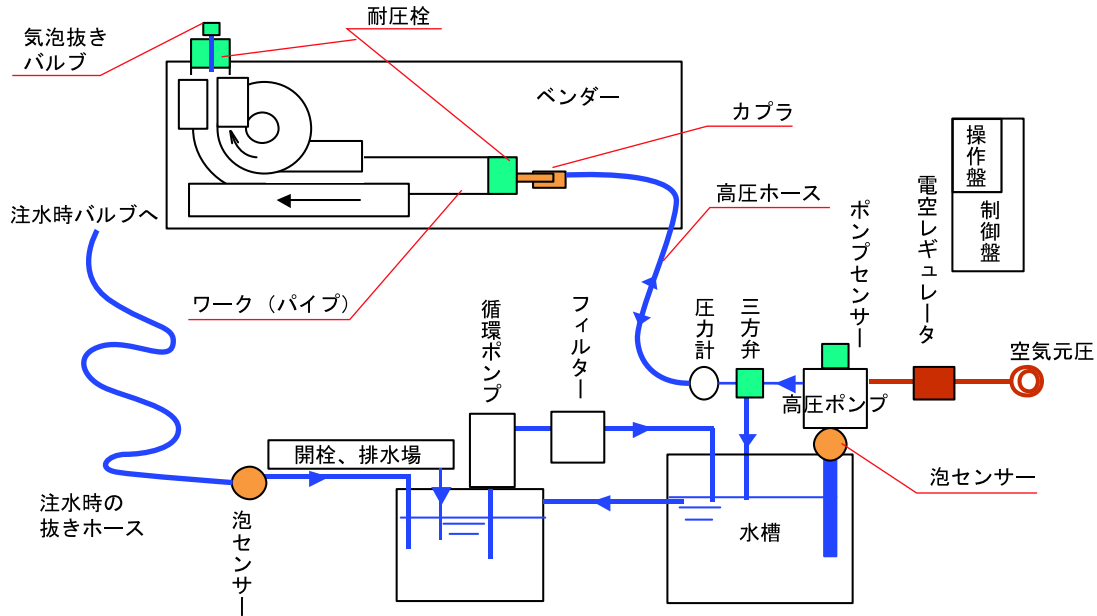 気泡抜き
バルブ
耐圧栓
ベンダー
カプラ
操作盤
制御盤
電空レギュレータ
ポンプセンサー
高圧ホース
注水時バルブへ
ワーク（パイプ）
循環ポンプ
フィルター
圧力計
三方弁
空気元圧
高圧ポンプ
開栓、排水場
泡センサー
注水時の
抜きホース
泡センサー
水槽